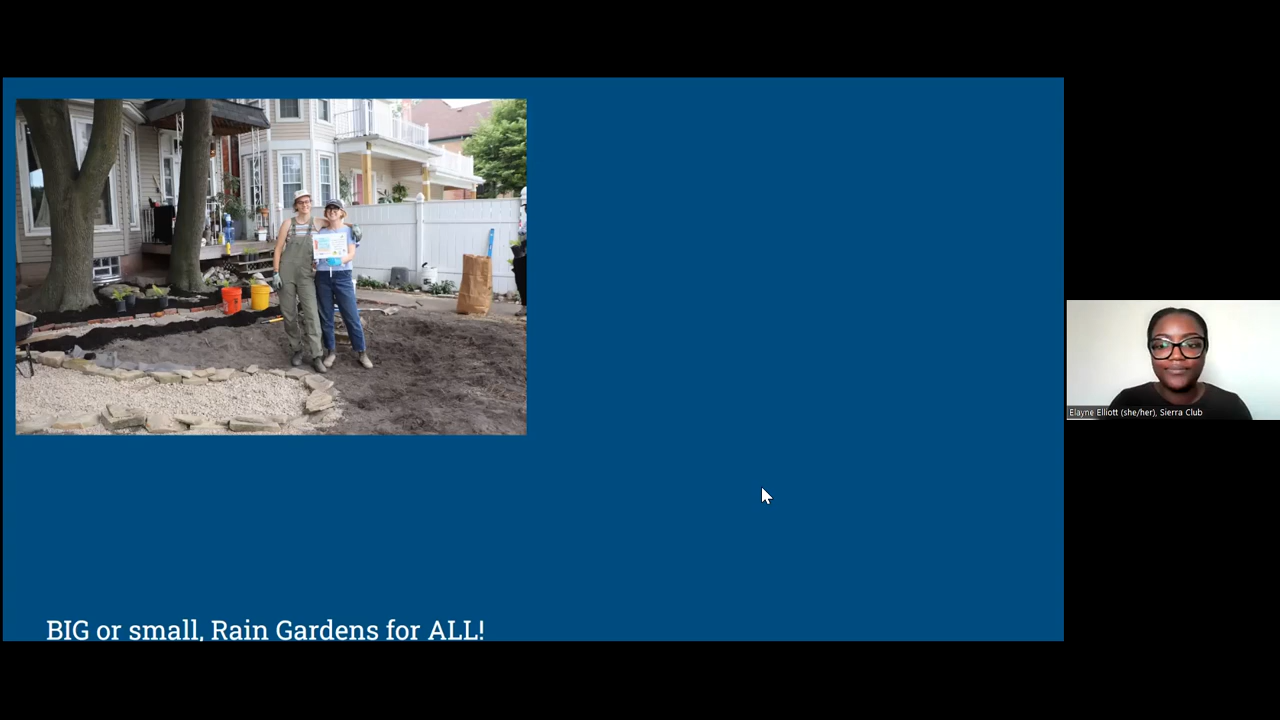 BIG or small, Rain Gardens for ALL!
Elayne Elliott (she/her), Sierra Club